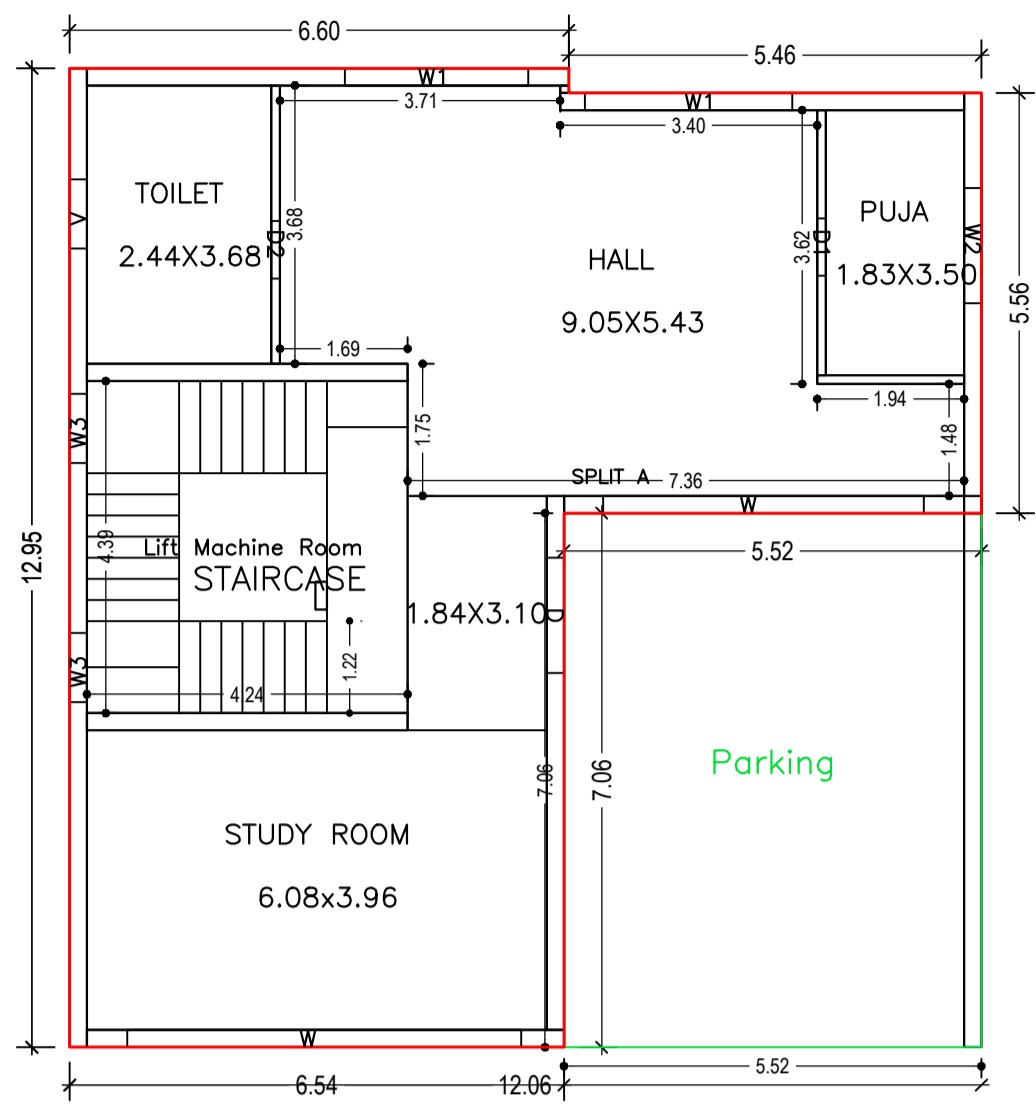 6.60
5.46
W1
3.71
W1
3.40
TOILET
2.44X3.68
V
D2
3.68
HALL
9.05X5.43
3.62
D1
PUJA
1.83X3.50
W2
5.56
1.69
1.75
1.94
1.48
W3
SPLIT A
7.36
W
12.95
4.39
Lift Machine Room
STAIRCASE
5.52
1.84X3.10
D
W3
1.22
4.24
7.06
7.06
Parking
STUDY ROOM
6.08x3.96
W
6.54
12.06
5.52